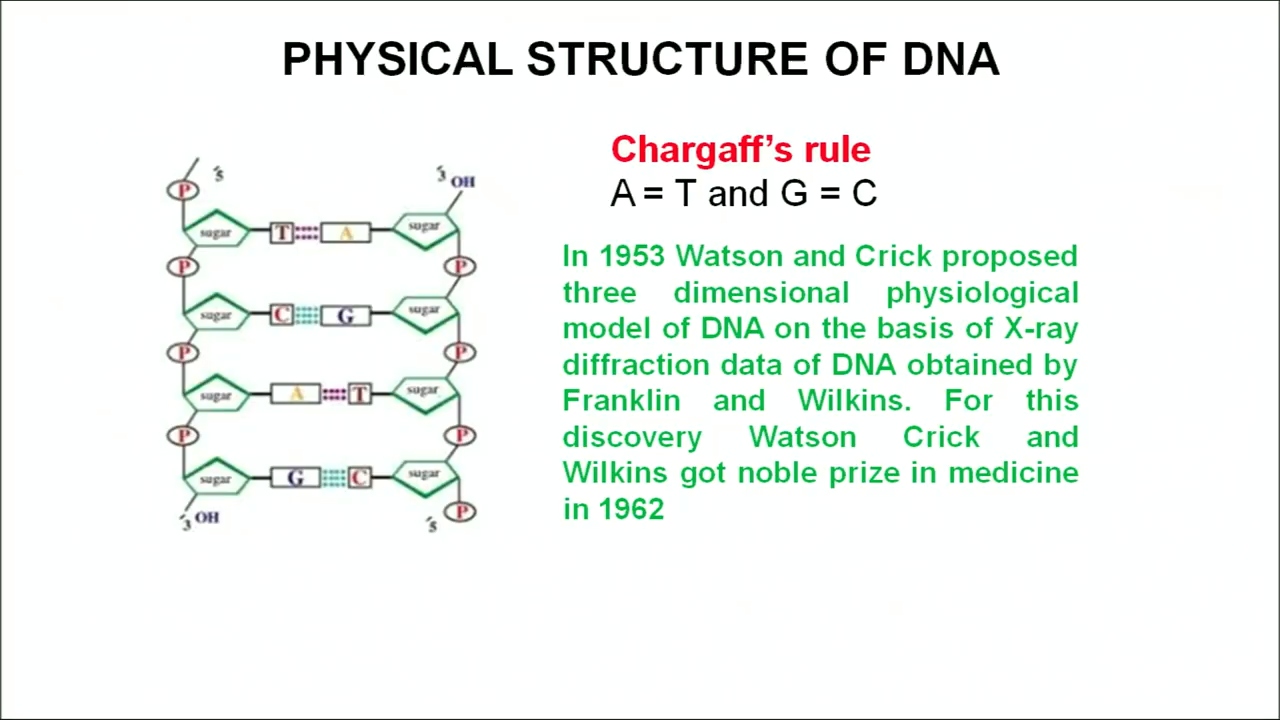 PHYSICAL STRUCTURE OF DNA
Chargaff's rule
A = T and G = C
In 1953 Watson and Crick proposed
three dimensional physiological
model of DNA on the basis of X-ray
diffraction data of DNA obtained by
Franklin and Wilkins. For this
discovery Watson Crick and
Wilkins got noble prize in medicine
in 1962
P ´5 ´3 OH
sugar T A sugar
P P
sugar C G sugar
P P
sugar A T sugar
P P
sugar G C sugar
´3 OH ´5 P